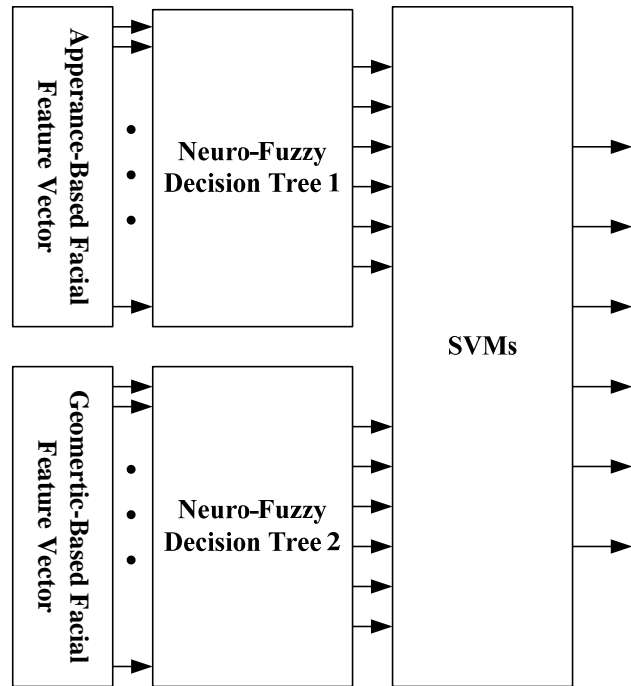 Apperance-Based Facial
Feature Vector
Neuro-Fuzzy
Decision Tree 1
SVMs
Geomertic-Based Facial
Feature Vector
Neuro-Fuzzy
Decision Tree 2